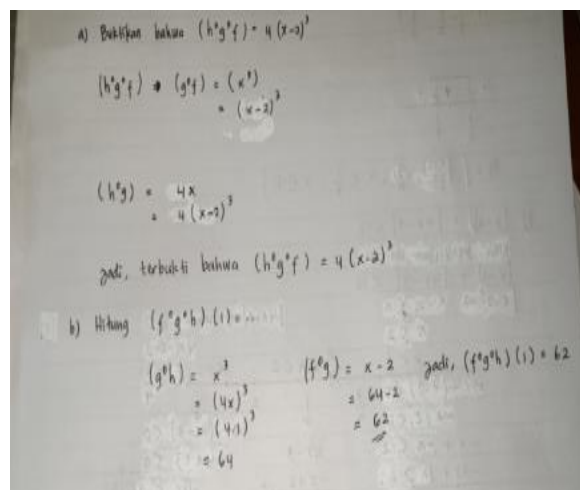 a) Buktikan bahwa (h°g°f) = 4 (x-2)³
(h°g°f) • (g°f) = (x³)
= (x-2)³
(h°g) = 4x
= 4 (x-2)³
jadi, terbukti bahwa (h°g°f) = 4 (x-2)³
b) Hitung (f°g°h) (1) = .....
(g°h) = x³
= (4x)³
= (4.1)³
= 64
(f°g) = x - 2
= 64-2
= 62
jadi, (f°g°h) (1) = 62